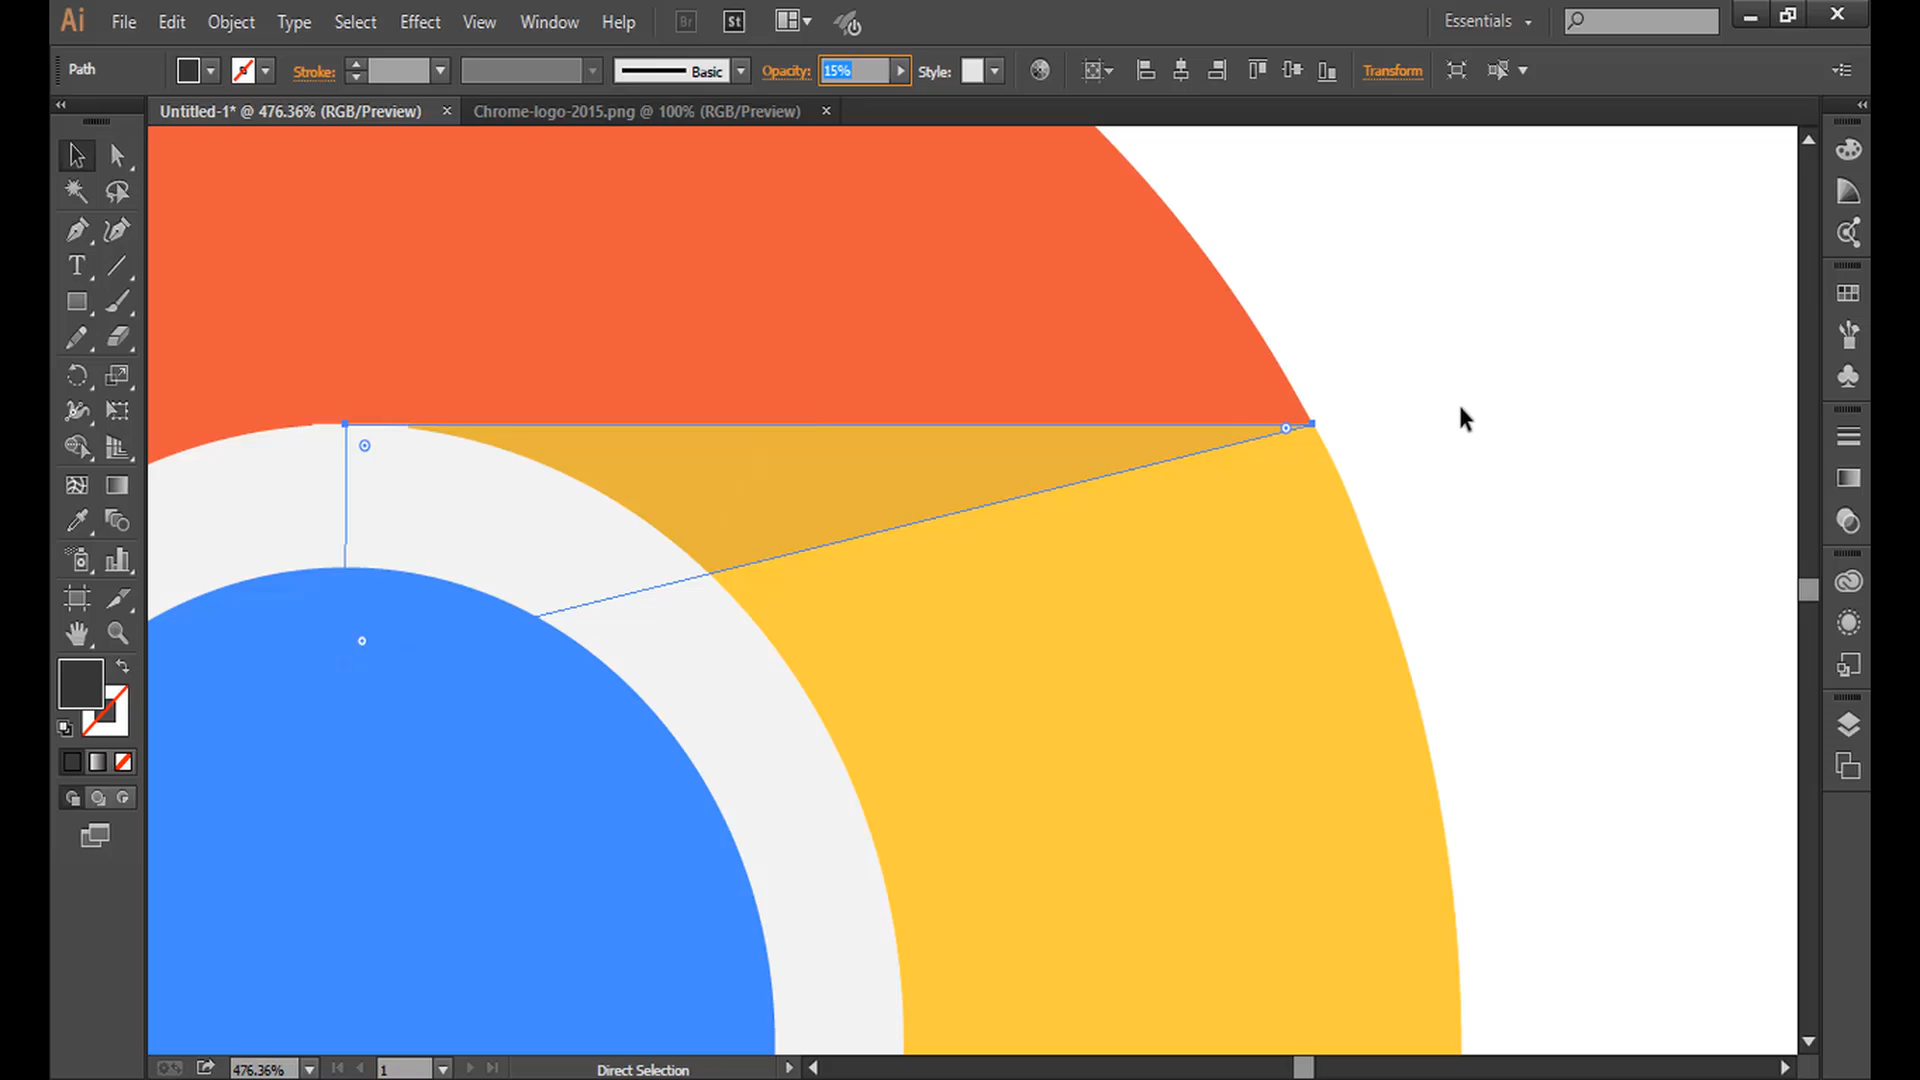 Ai File Edit Object Type Select Effect View Window Help Br St Essentials
Path Stroke: Basic Opacity: 15% Style: Transform
Untitled-1* @ 476.36% (RGB/Preview) × Chrome-logo-2015.png @ 100% (RGB/Preview) ×
T
476.36% 1 Direct Selection